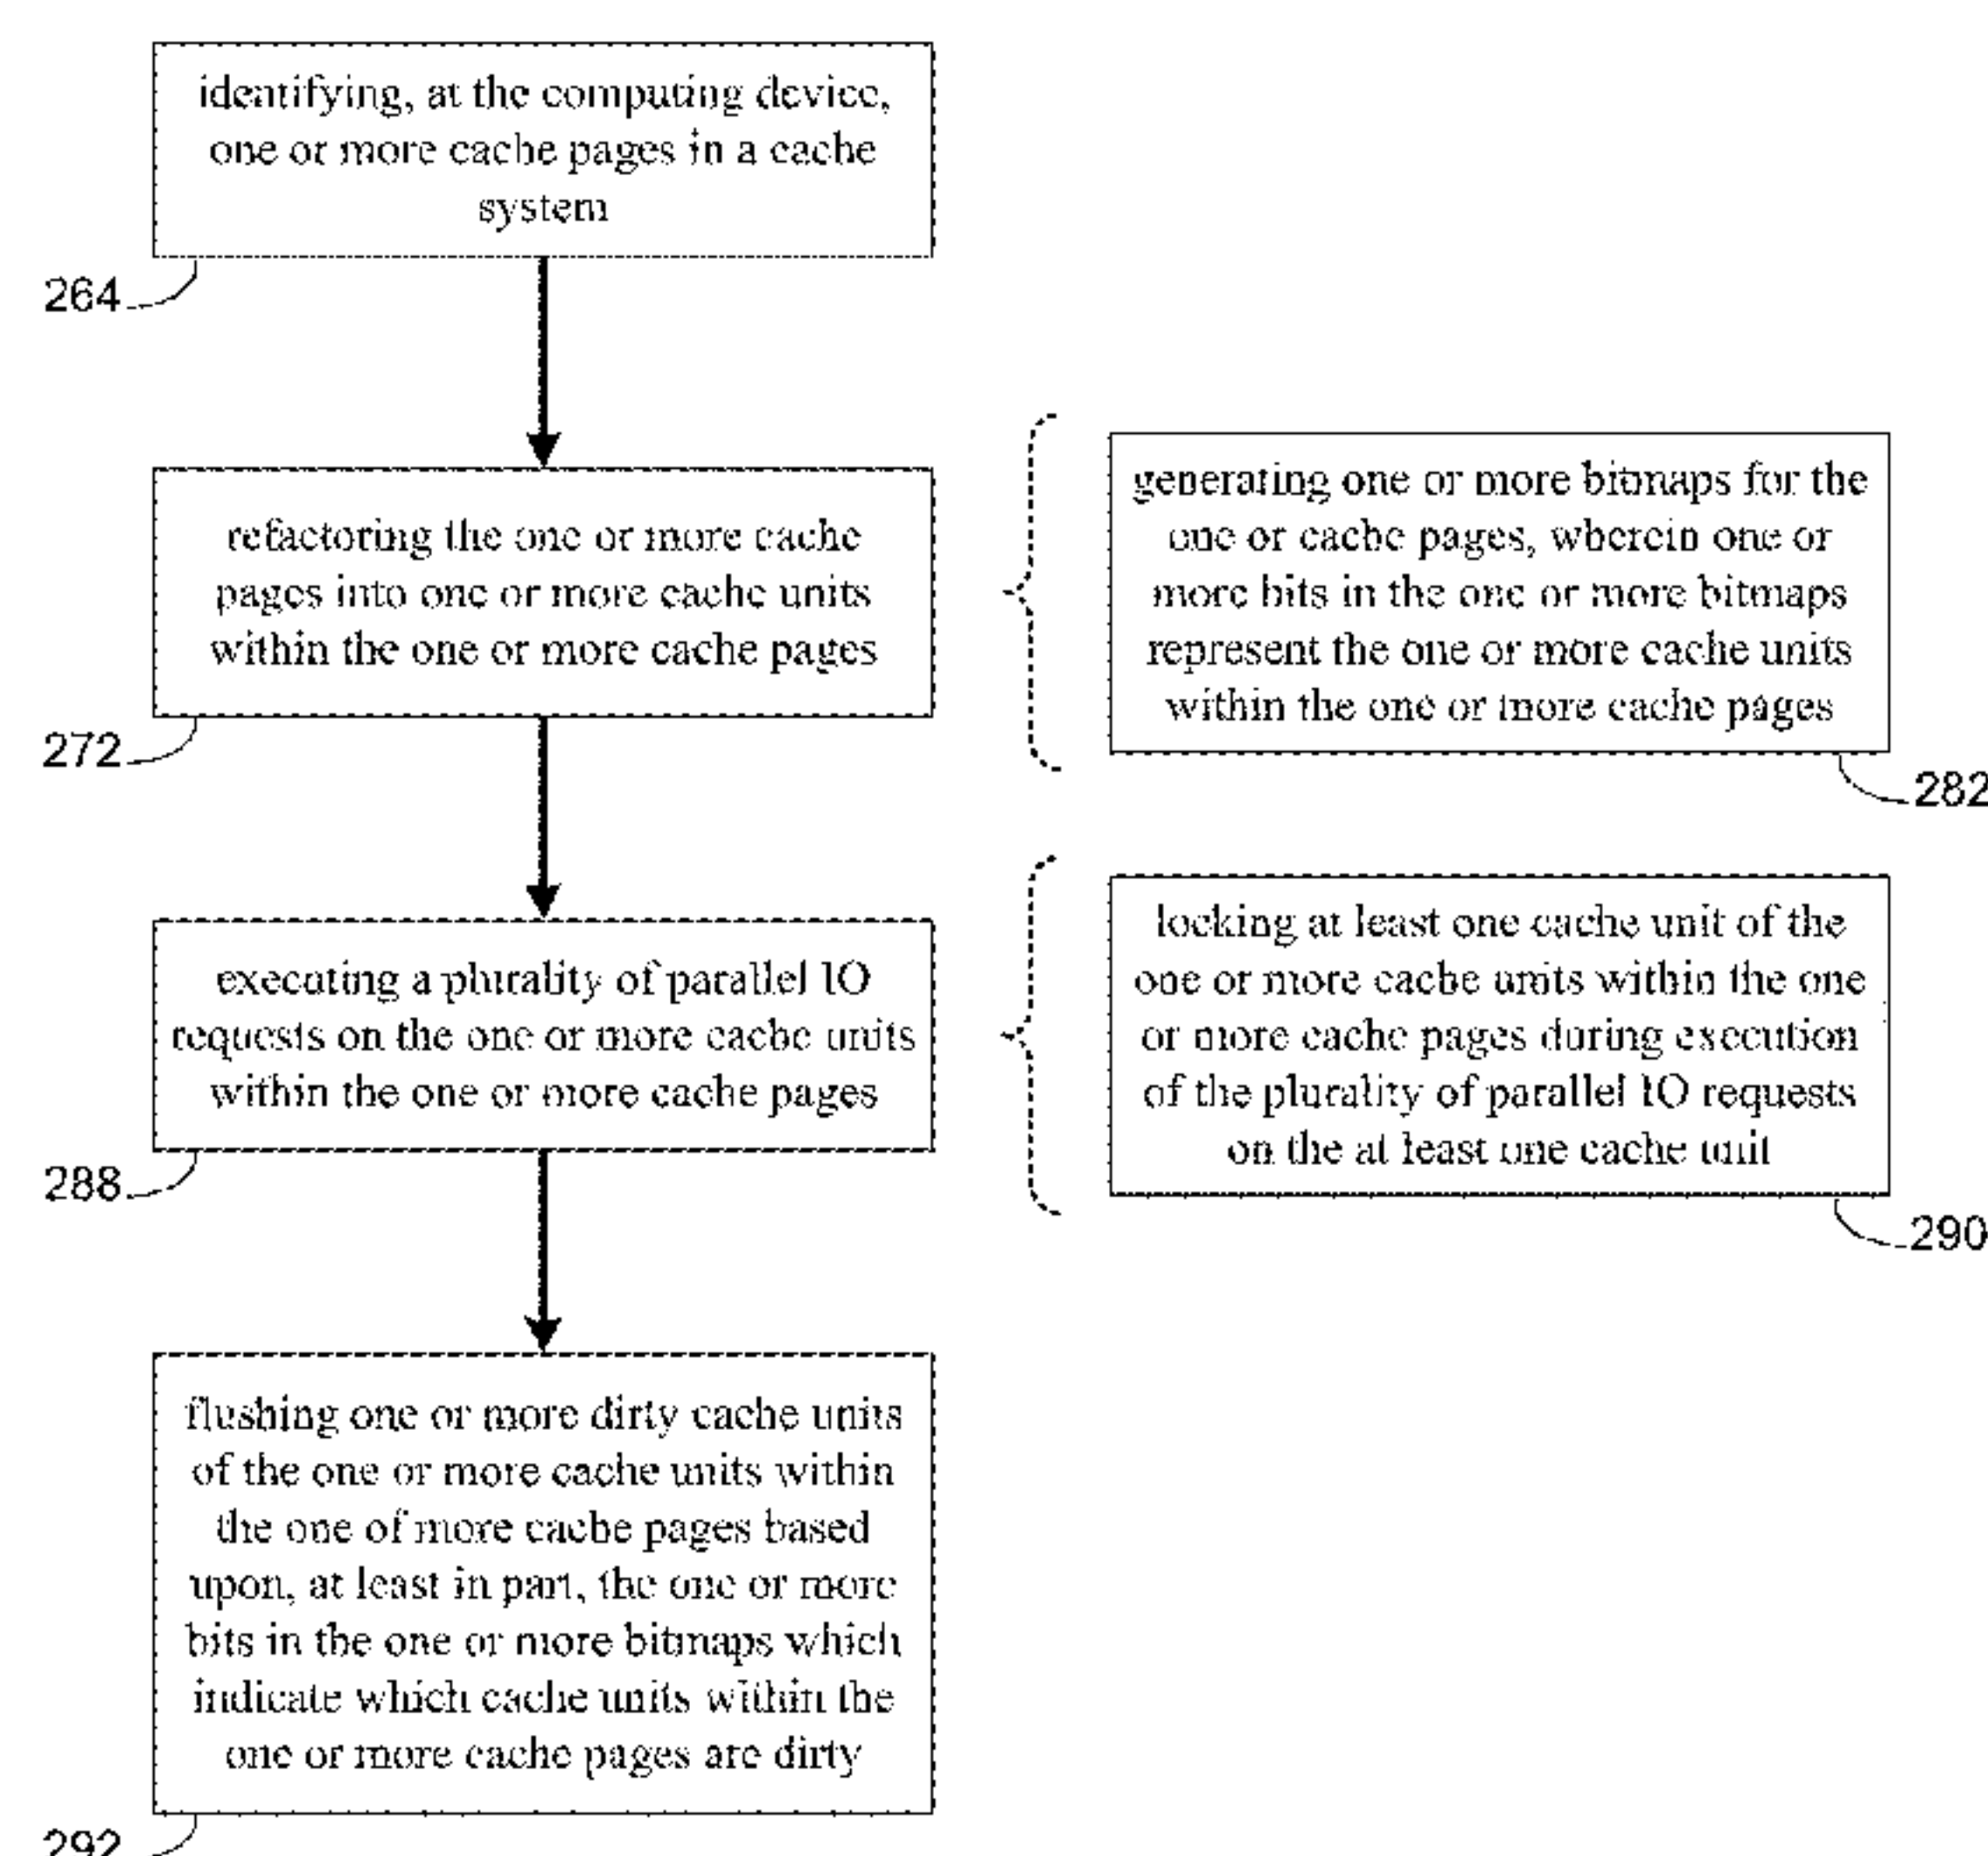 identifying, at the computing device,
one or more cache pages in a cache
system
264
refactoring the one or more cache
pages into one or more cache units
within the one or more cache pages
272
generating one or more bitmaps for the
one or cache pages, wherein one or
more bits in the one or more bitmaps
represent the one or more cache units
within the one or more cache pages
282
executing a plurality of parallel IO
requests on the one or more cache units
within the one or more cache pages
288
locking at least one cache unit of the
one or more cache units within the one
or more cache pages during execution
of the plurality of parallel IO requests
on the at least one cache unit
290
flushing one or more dirty cache units
of the one or more cache units within
the one of more cache pages based
upon, at least in part, the one or more
bits in the one or more bitmaps which
indicate which cache units within the
one or more cache pages are dirty
292